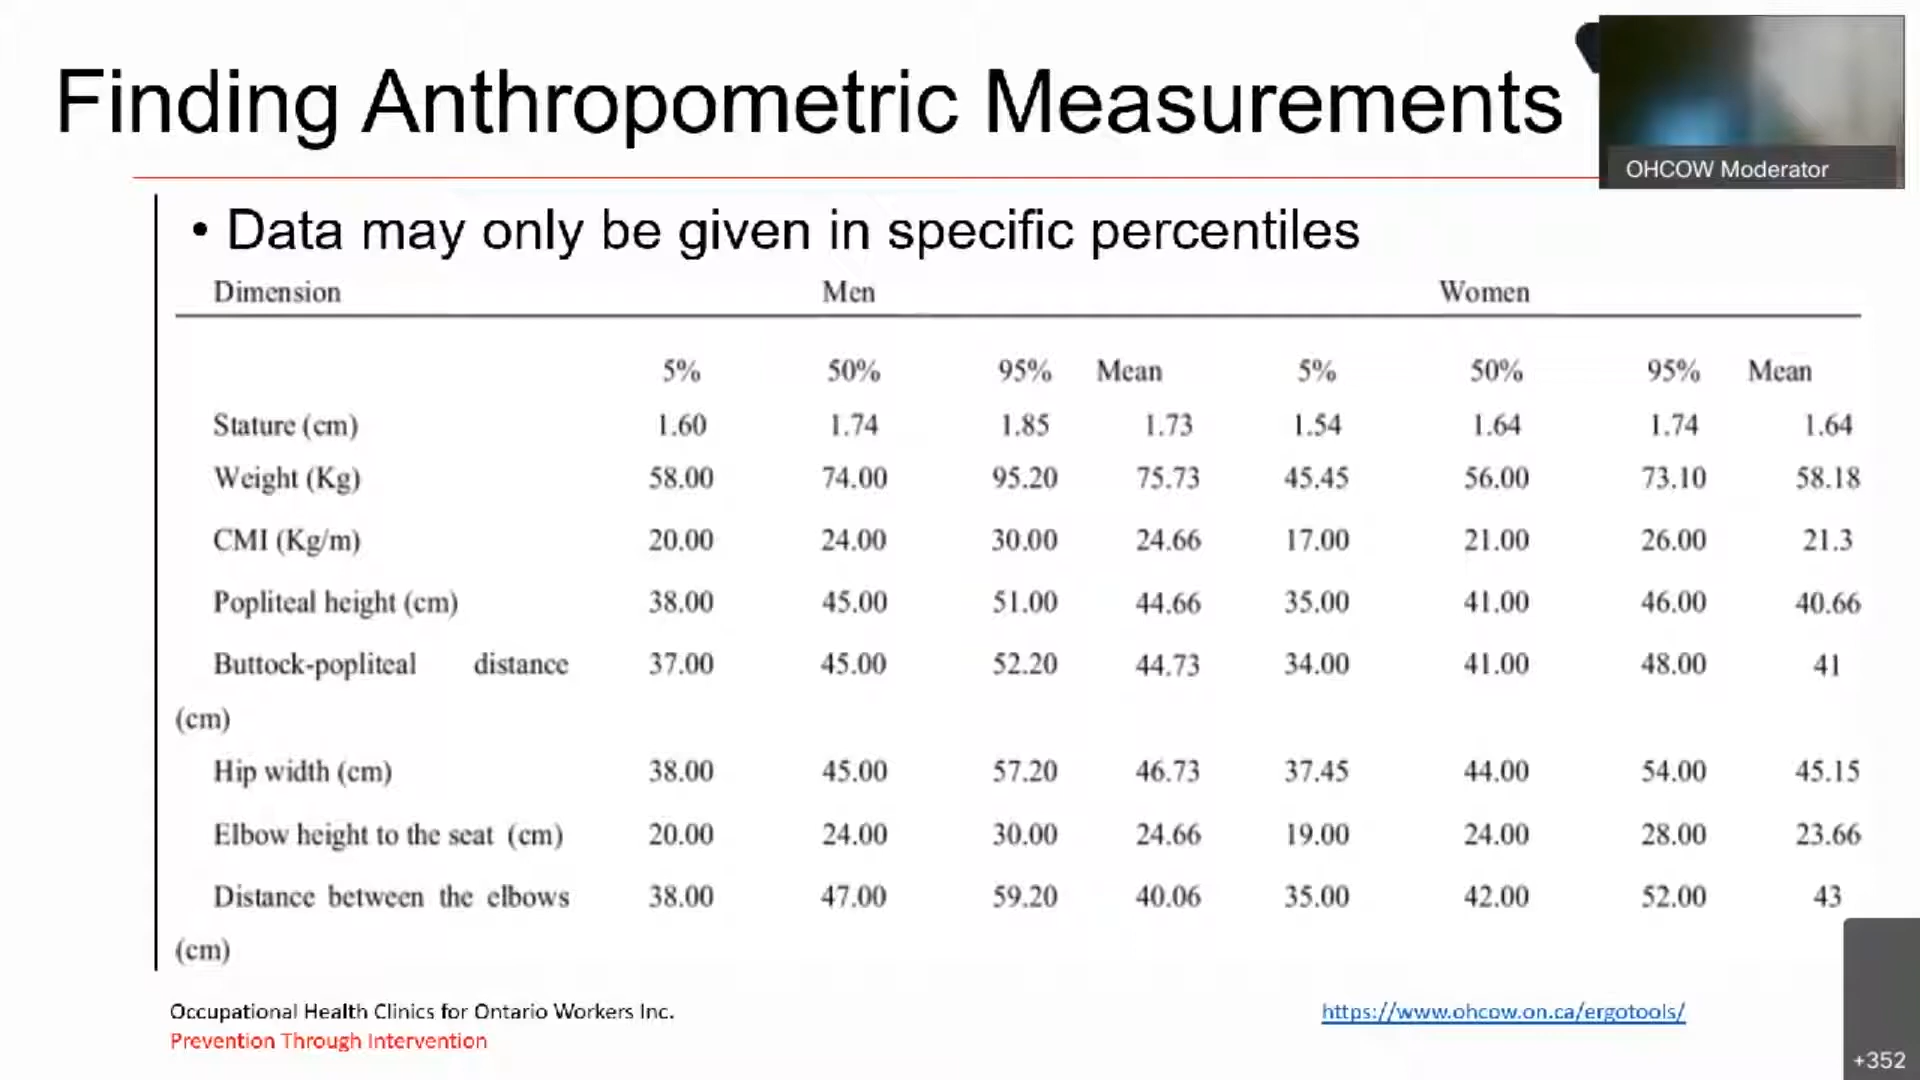 Finding Anthropometric Measurements
OHCOW Moderator
• Data may only be given in specific percentiles
Dimension Men Women
5% 50% 95% Mean 5% 50% 95% Mean
Stature (cm) 1.60 1.74 1.85 1.73 1.54 1.64 1.74 1.64
Weight (Kg) 58.00 74.00 95.20 75.73 45.45 56.00 73.10 58.18
CMI (Kg/m) 20.00 24.00 30.00 24.66 17.00 21.00 26.00 21.3
Popliteal height (cm) 38.00 45.00 51.00 44.66 35.00 41.00 46.00 40.66
Buttock-popliteal distance 37.00 45.00 52.20 44.73 34.00 41.00 48.00 41
(cm)
Hip width (cm) 38.00 45.00 57.20 46.73 37.45 44.00 54.00 45.15
Elbow height to the seat (cm) 20.00 24.00 30.00 24.66 19.00 24.00 28.00 23.66
Distance between the elbows 38.00 47.00 59.20 40.06 35.00 42.00 52.00 43
(cm)
Occupational Health Clinics for Ontario Workers Inc.
Prevention Through Intervention
https://www.ohcow.on.ca/ergotools/
+352